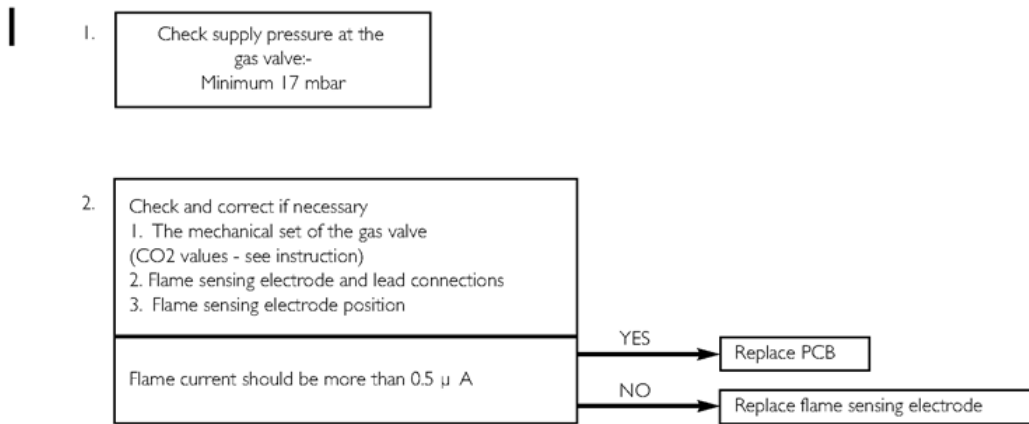 I
1. Check supply pressure at the
gas valve:-
Minimum 17 mbar
2. Check and correct if necessary
1. The mechanical set of the gas valve
(CO2 values - see instruction)
2. Flame sensing electrode and lead connections
3. Flame sensing electrode position
Flame current should be more than 0.5 μ A
YES
Replace PCB
NO
Replace flame sensing electrode